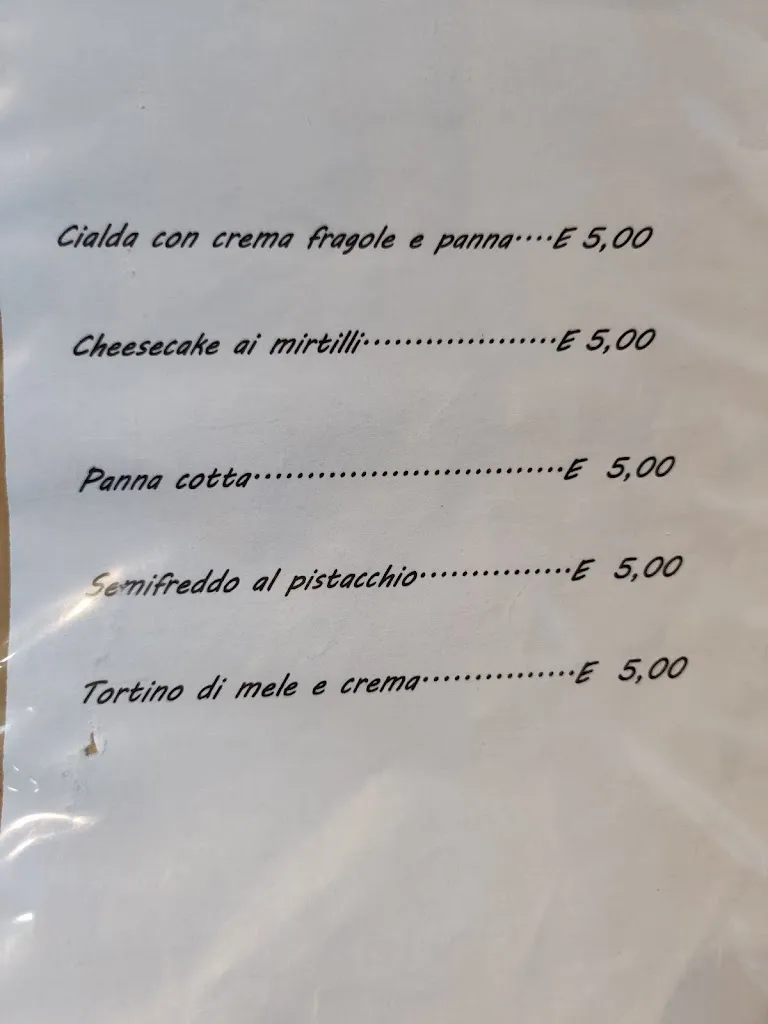 Cialda con crema fragole e panna....E 5,00
Cheesecake ai mirtilli...................E 5,00
Panna cotta.............................E 5,00
Semifreddo al pistacchio...............E 5,00
Tortino di mele e crema...............E 5,00